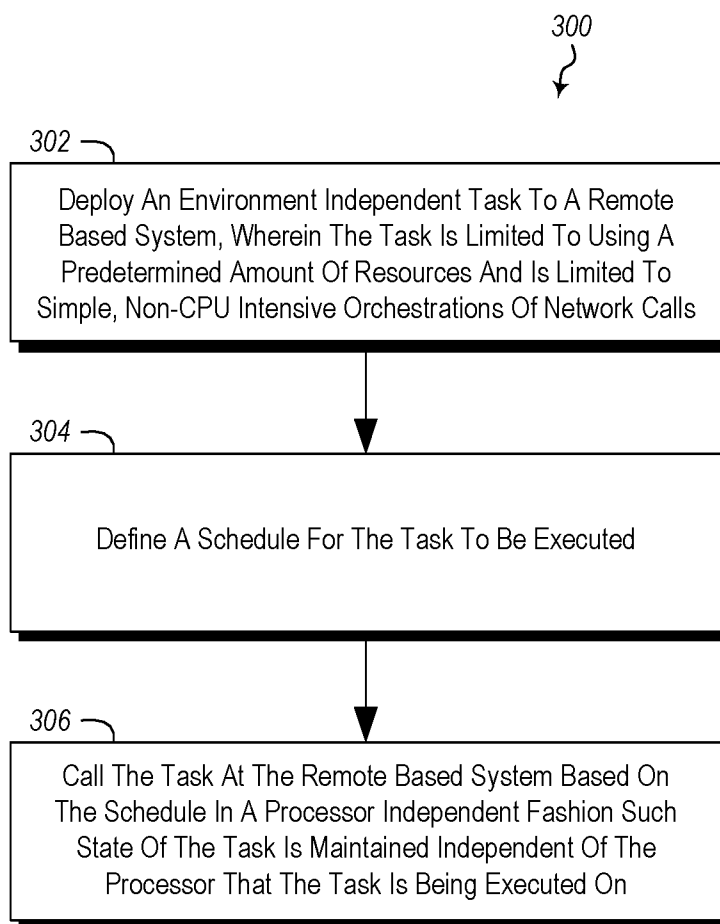 300
302
Deploy An Environment Independent Task To A Remote
Based System, Wherein The Task Is Limited To Using A
Predetermined Amount Of Resources And Is Limited To
Simple, Non-CPU Intensive Orchestrations Of Network Calls
304
Define A Schedule For The Task To Be Executed
306
Call The Task At The Remote Based System Based On
The Schedule In A Processor Independent Fashion Such
State Of The Task Is Maintained Independent Of The
Processor That The Task Is Being Executed On